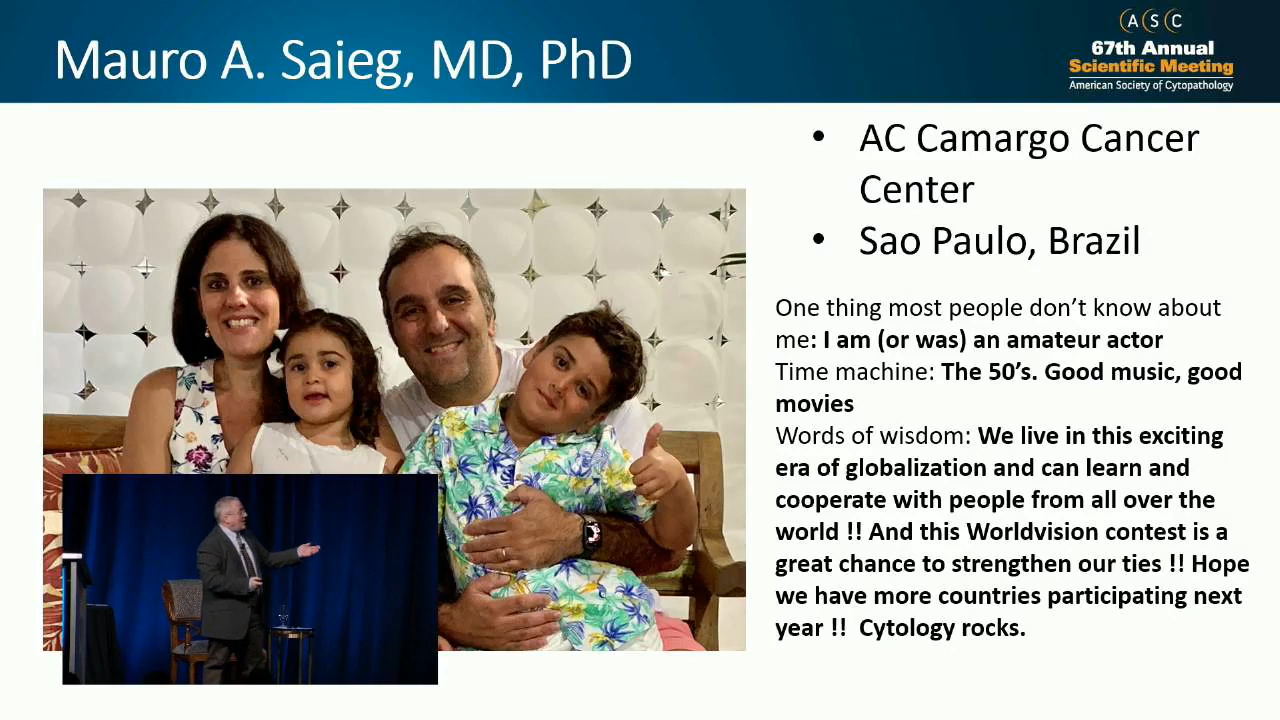 Mauro A. Saieg, MD, PhD
ASC
67th Annual
Scientific Meeting
American Society of Cytopathology
• AC Camargo Cancer
Center
• Sao Paulo, Brazil
One thing most people don’t know about
me: I am (or was) an amateur actor
Time machine: The 50’s. Good music, good
movies
Words of wisdom: We live in this exciting
era of globalization and can learn and
cooperate with people from all over the
world !! And this Worldvision contest is a
great chance to strengthen our ties !! Hope
we have more countries participating next
year !!  Cytology rocks.